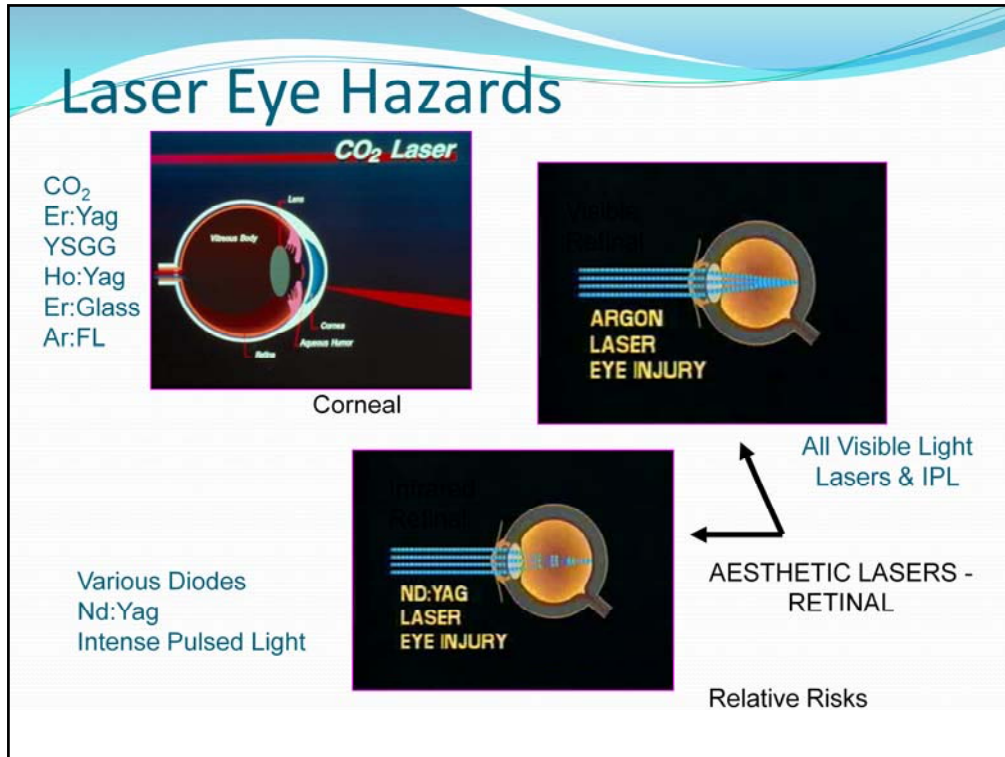 Laser Eye Hazards
CO₂ Laser
CO₂
Er:Yag
YSGG
Ho:Yag
Er:Glass
Ar:FL
Lens
Vitreous Body
Cornea
Aqueous Humor
Retina
Corneal
Visible
Retinal
ARGON
LASER
EYE INJURY
All Visible Light
Lasers & IPL
Infrared
Retinal
ND:YAG
LASER
EYE INJURY
Various Diodes
Nd:Yag
Intense Pulsed Light
AESTHETIC LASERS -
RETINAL
Relative Risks